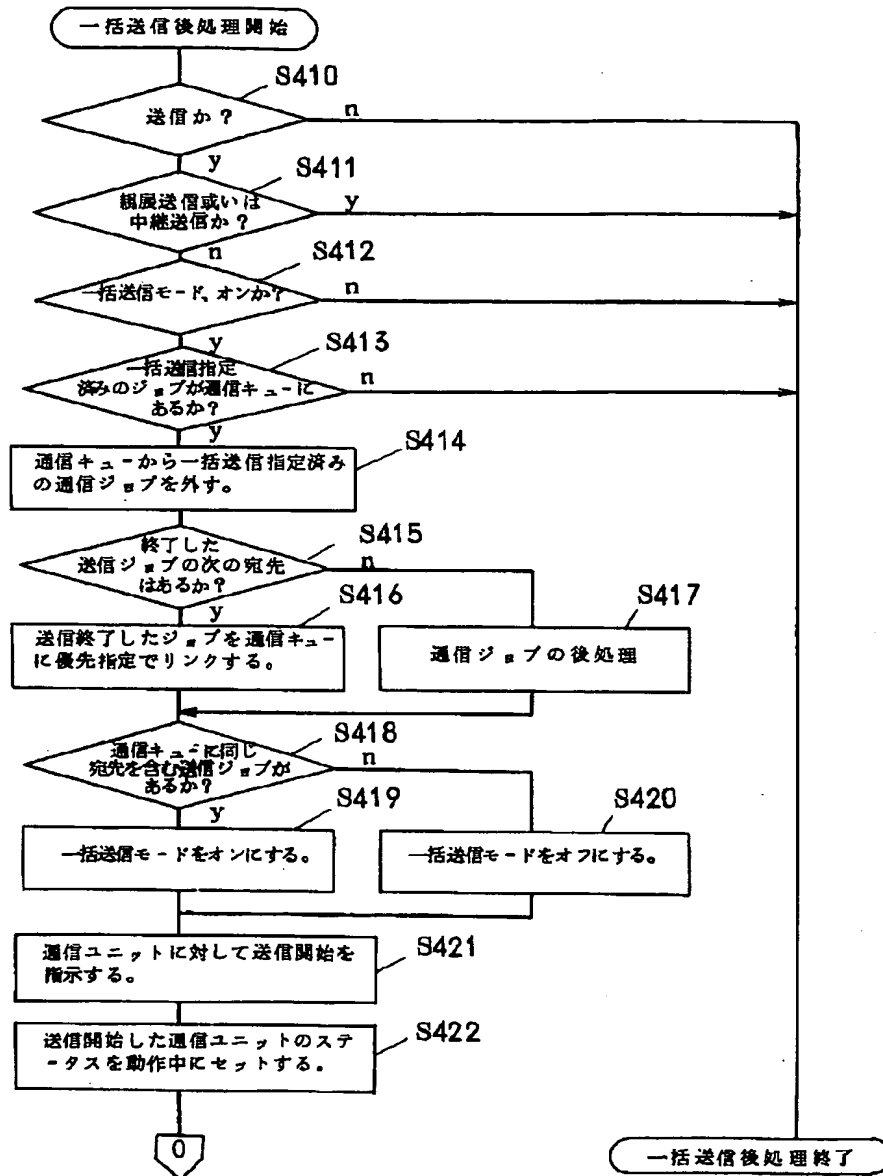 一括送信後処理開始
S410
送信か?
n
y
S411
親展送信或いは
中継送信か?
y
n
S412
一括送信モード、オンか?
n
y
S413
一括送信指定
済みのジョブが通信キューに
あるか?
n
y
S414
通信キューから一括送信指定済み
の通信ジョブを外す。
S415
終了した
送信ジョブの次の宛先
はあるか?
n
y
S416
送信終了したジョブを通信キュー
に優先指定でリンクする。
S417
通信ジョブの後処理
S418
通信キューに同じ
宛先を含む送信ジョブが
あるか?
n
y
S419
一括送信モードをオンにする。
S420
一括送信モードをオフにする。
S421
通信ユニットに対して送信開始を
指示する。
S422
送信開始した通信ユニットのステ
ータスを動作中にセットする。
O
一括送信後処理終了